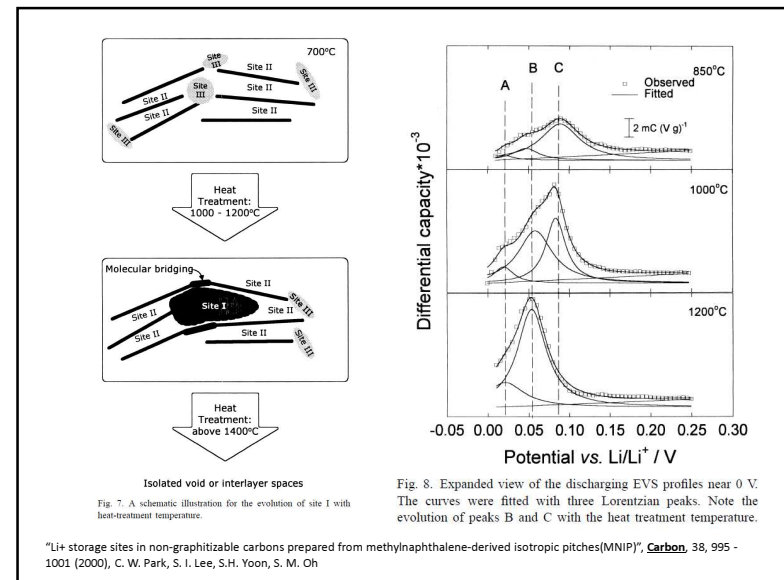 700°C
Site III
Site II
Site III
Site II
Site II
Site III
Site II
Site II
Site III
Heat
Treatment:
1000 - 1200°C
Molecular bridging
Site II
Site I
Site II
Site II
Site III
Site II
Site II
Site II
Site III
Heat
Treatment:
above 1400°C
Isolated void or interlayer spaces
Fig. 7. A schematic illustration for the evolution of site I with
heat-treatment temperature.
A
B
C
850°C
Observed
Fitted
2 mC (V g)⁻¹
1000°C
1200°C
Differential capacity*10⁻³
-0.05 0.00 0.05 0.10 0.15 0.20 0.25 0.30
Potential vs. Li/Li⁺ / V
Fig. 8. Expanded view of the discharging EVS profiles near 0 V.
The curves were fitted with three Lorentzian peaks. Note the
evolution of peaks B and C with the heat treatment temperature.
"Li+ storage sites in non-graphitizable carbons prepared from methylnaphthalene-derived isotropic pitches(MNIP)", Carbon, 38, 995 -
1001 (2000), C. W. Park, S. I. Lee, S.H. Yoon, S. M. Oh